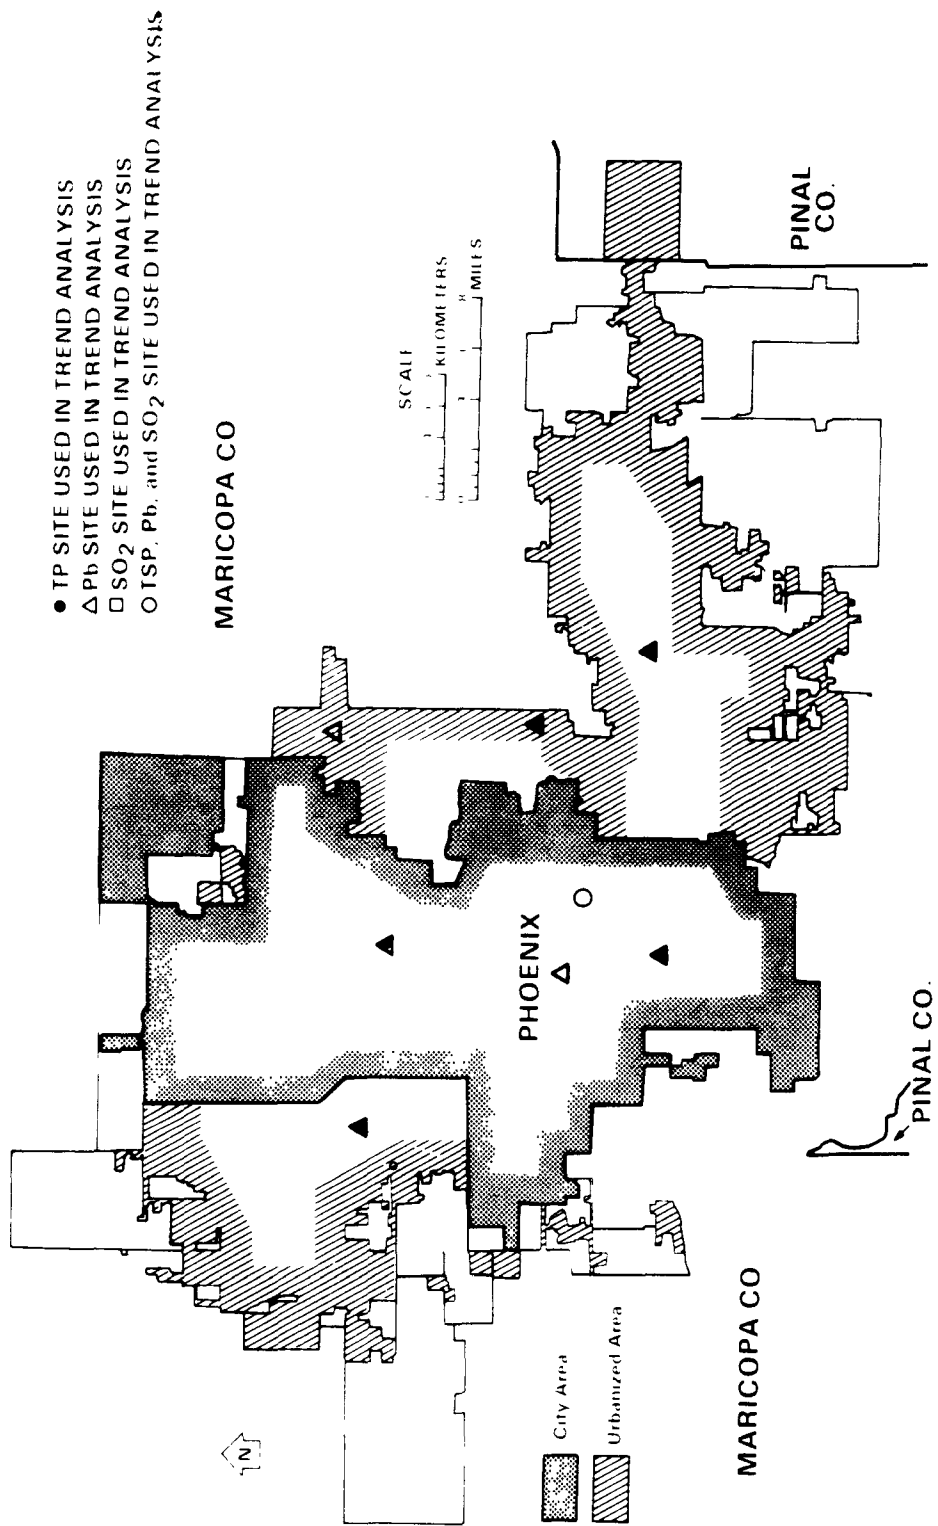 ● TP SITE USED IN TREND ANALYSIS
△ Pb SITE USED IN TREND ANALYSIS
□ SO2 SITE USED IN TREND ANALYSIS
○ TSP, Pb, and SO2 SITE USED IN TREND ANALYSIS
MARICOPA CO
SCALE
KILOMETERS
MILES
PINAL
CO.
PHOENIX
PINAL CO.
N
City Area
Urbanized Area
MARICOPA CO